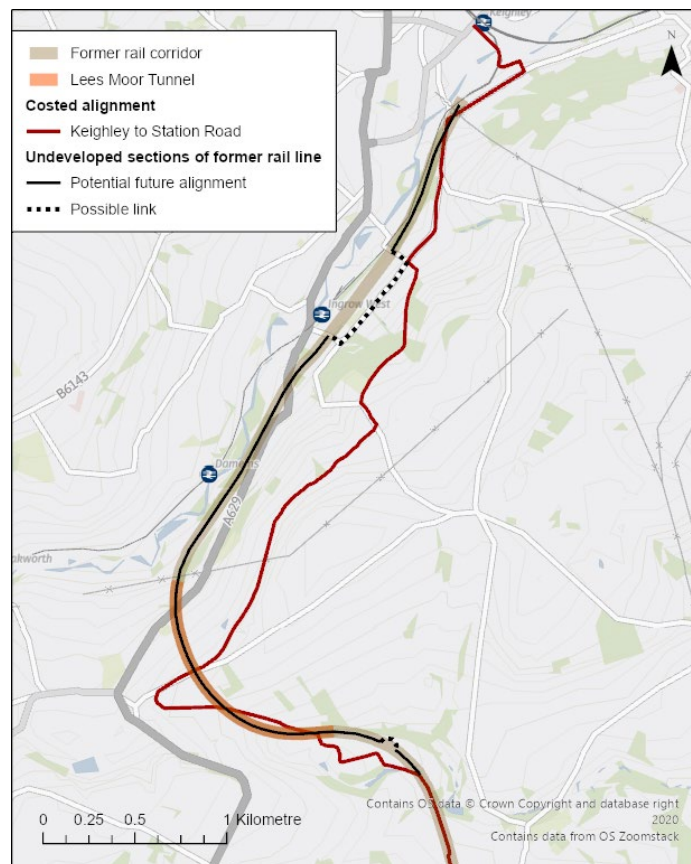 Keighley
Former rail corridor
Lees Moor Tunnel
Costed alignment
Keighley to Station Road
Undeveloped sections of former rail line
Potential future alignment
Possible link
N
Ingrow West
B6143
Damems
A629
akworth
0 0.25 0.5 1 Kilometre
Contains OS data © Crown Copyright and database right
2020
Contains data from OS Zoomstack